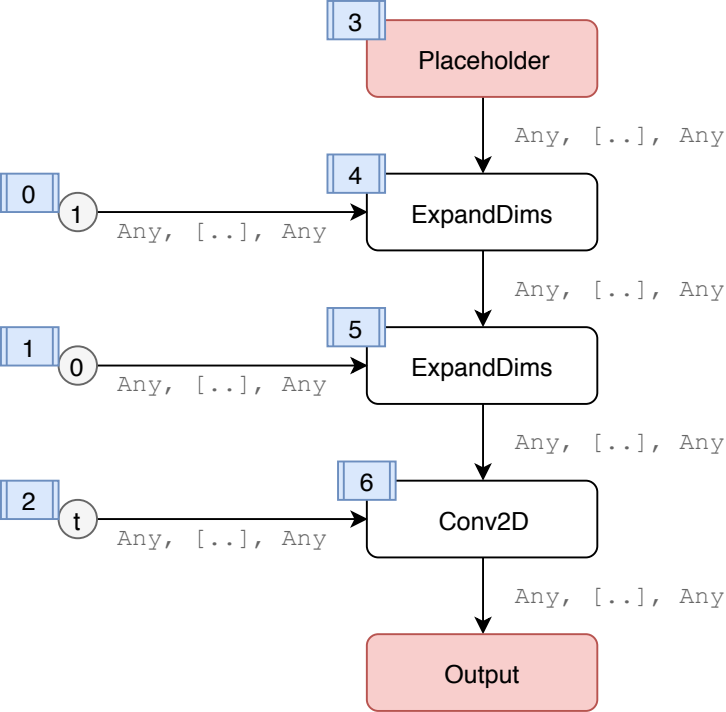 3
Placeholder
Any, [..], Any
0
1
Any, [..], Any
4
ExpandDims
Any, [..], Any
1
0
Any, [..], Any
5
ExpandDims
Any, [..], Any
2
t
Any, [..], Any
6
Conv2D
Any, [..], Any
Output